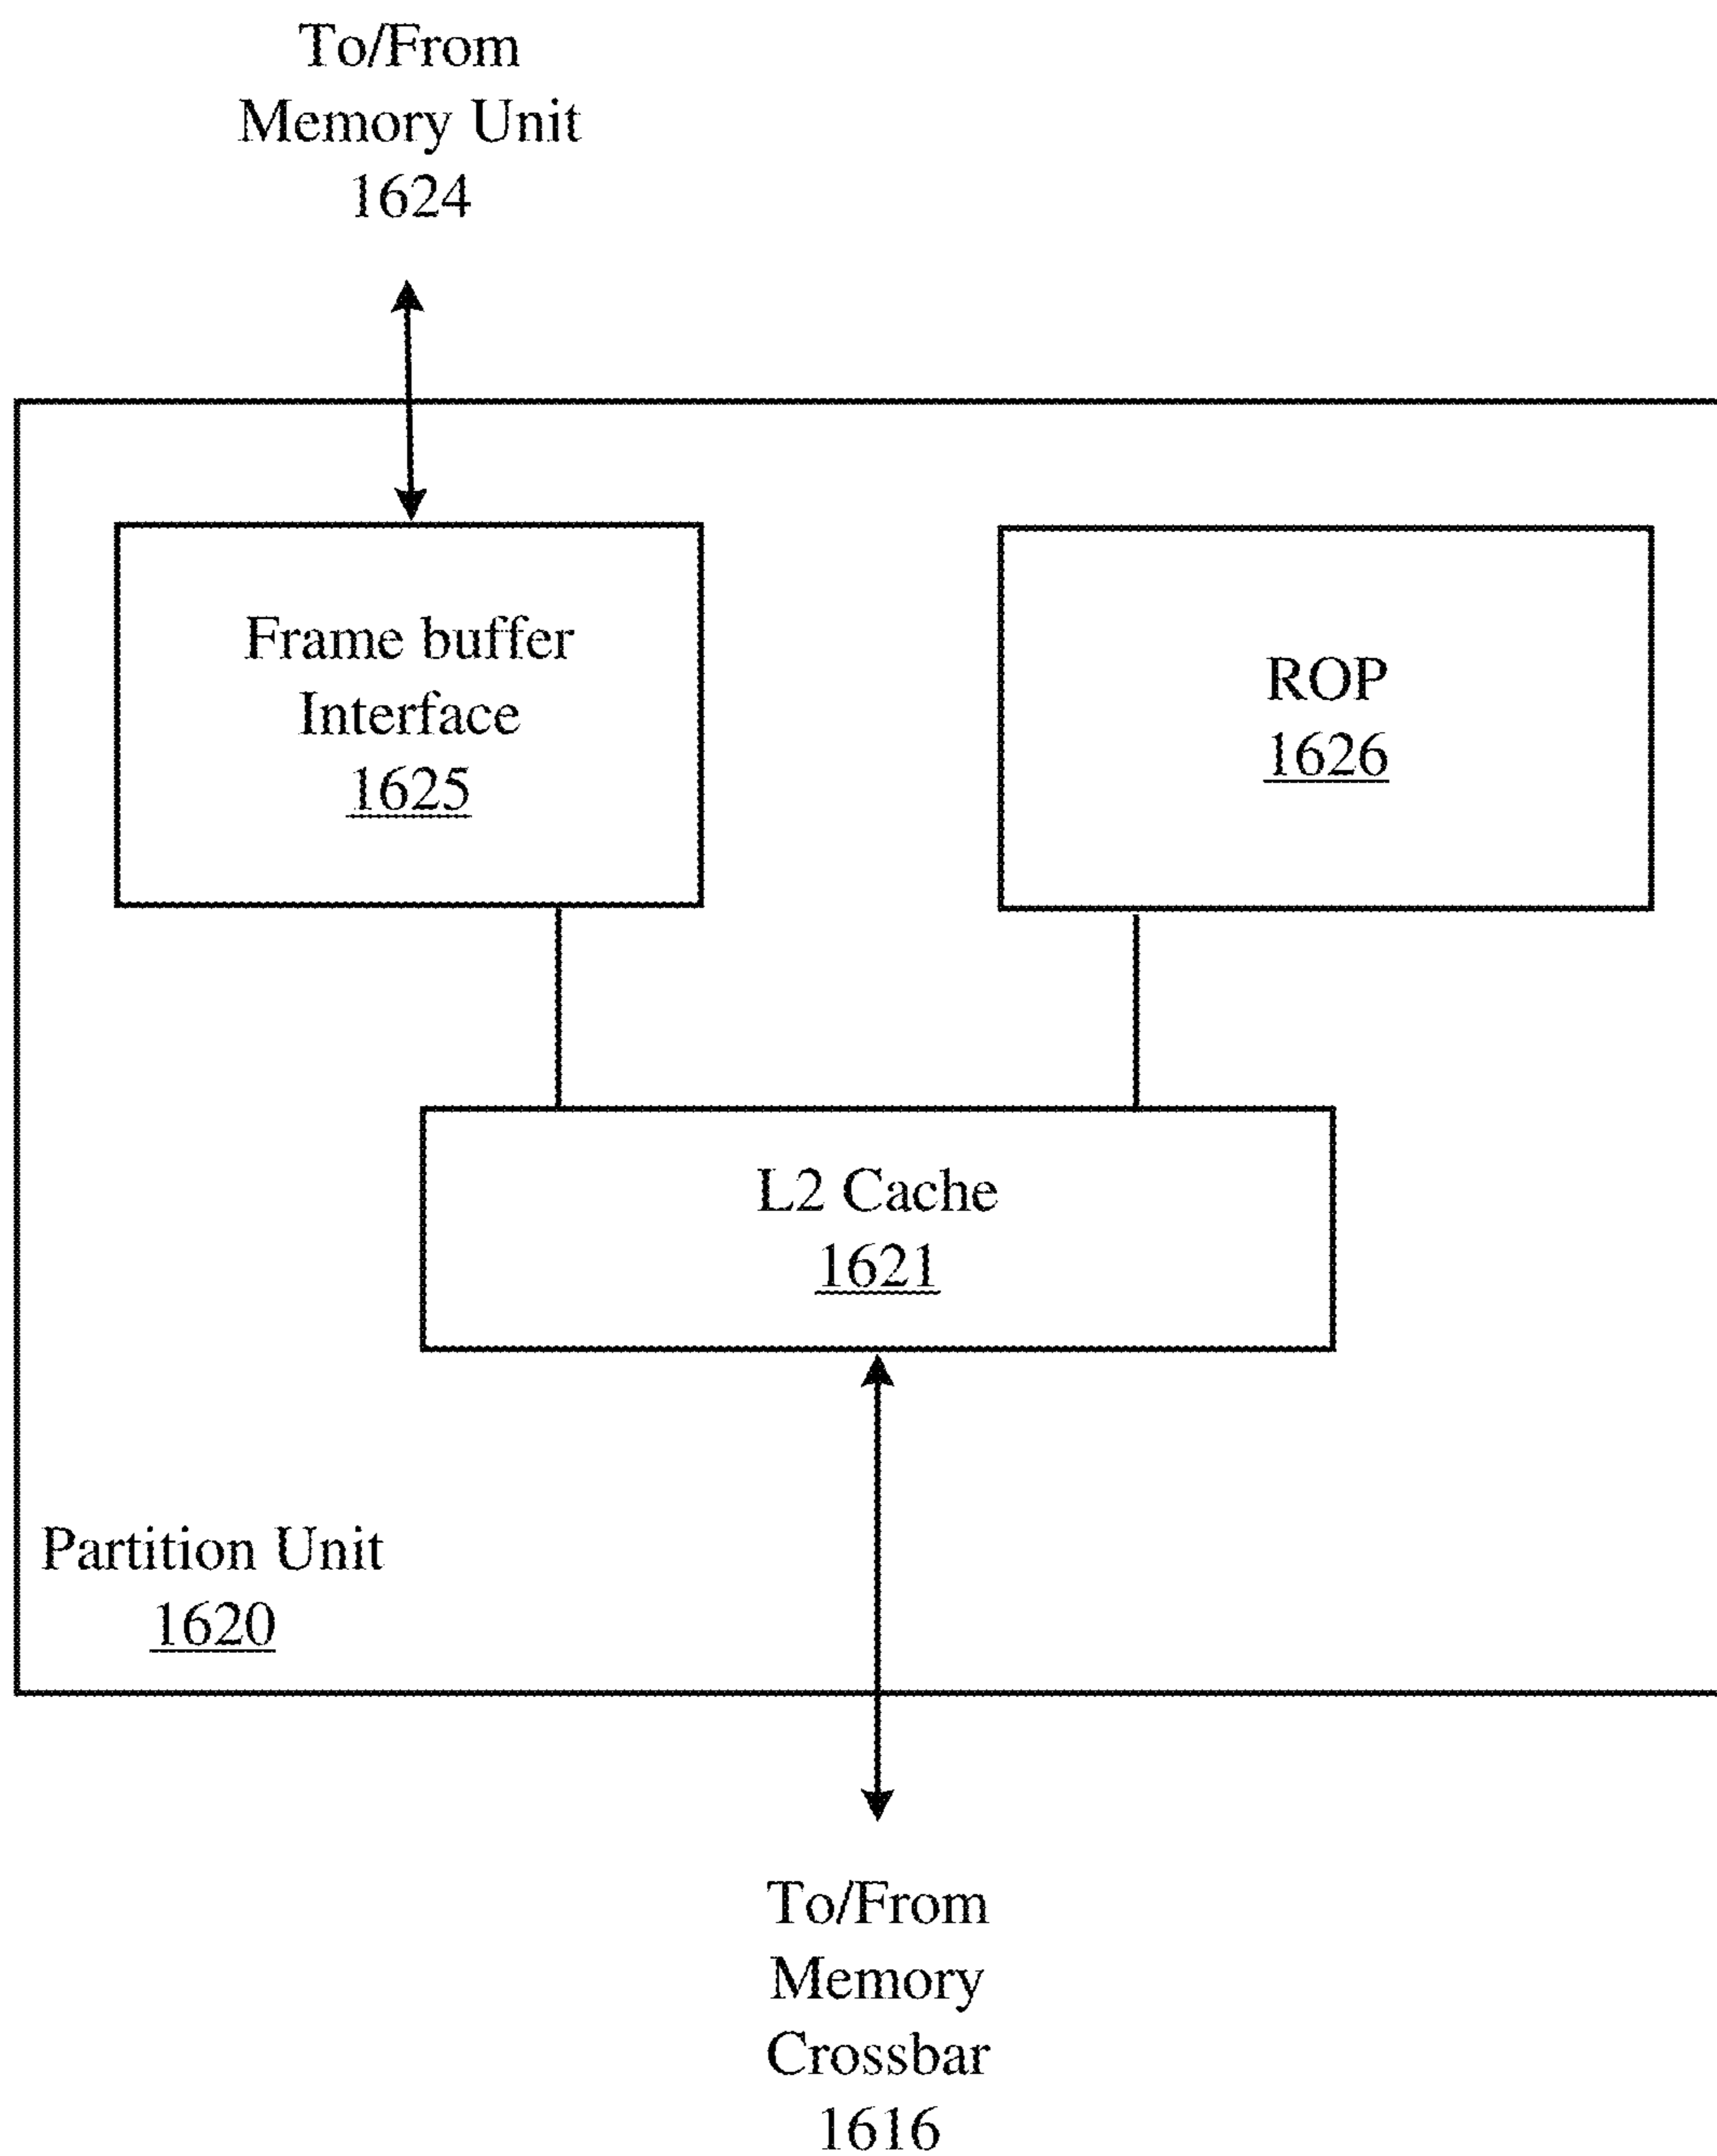 To/From
Memory Unit
1624
Frame buffer
Interface
1625
ROP
1626
L2 Cache
1621
Partition Unit
1620
To/From
Memory
Crossbar
1616